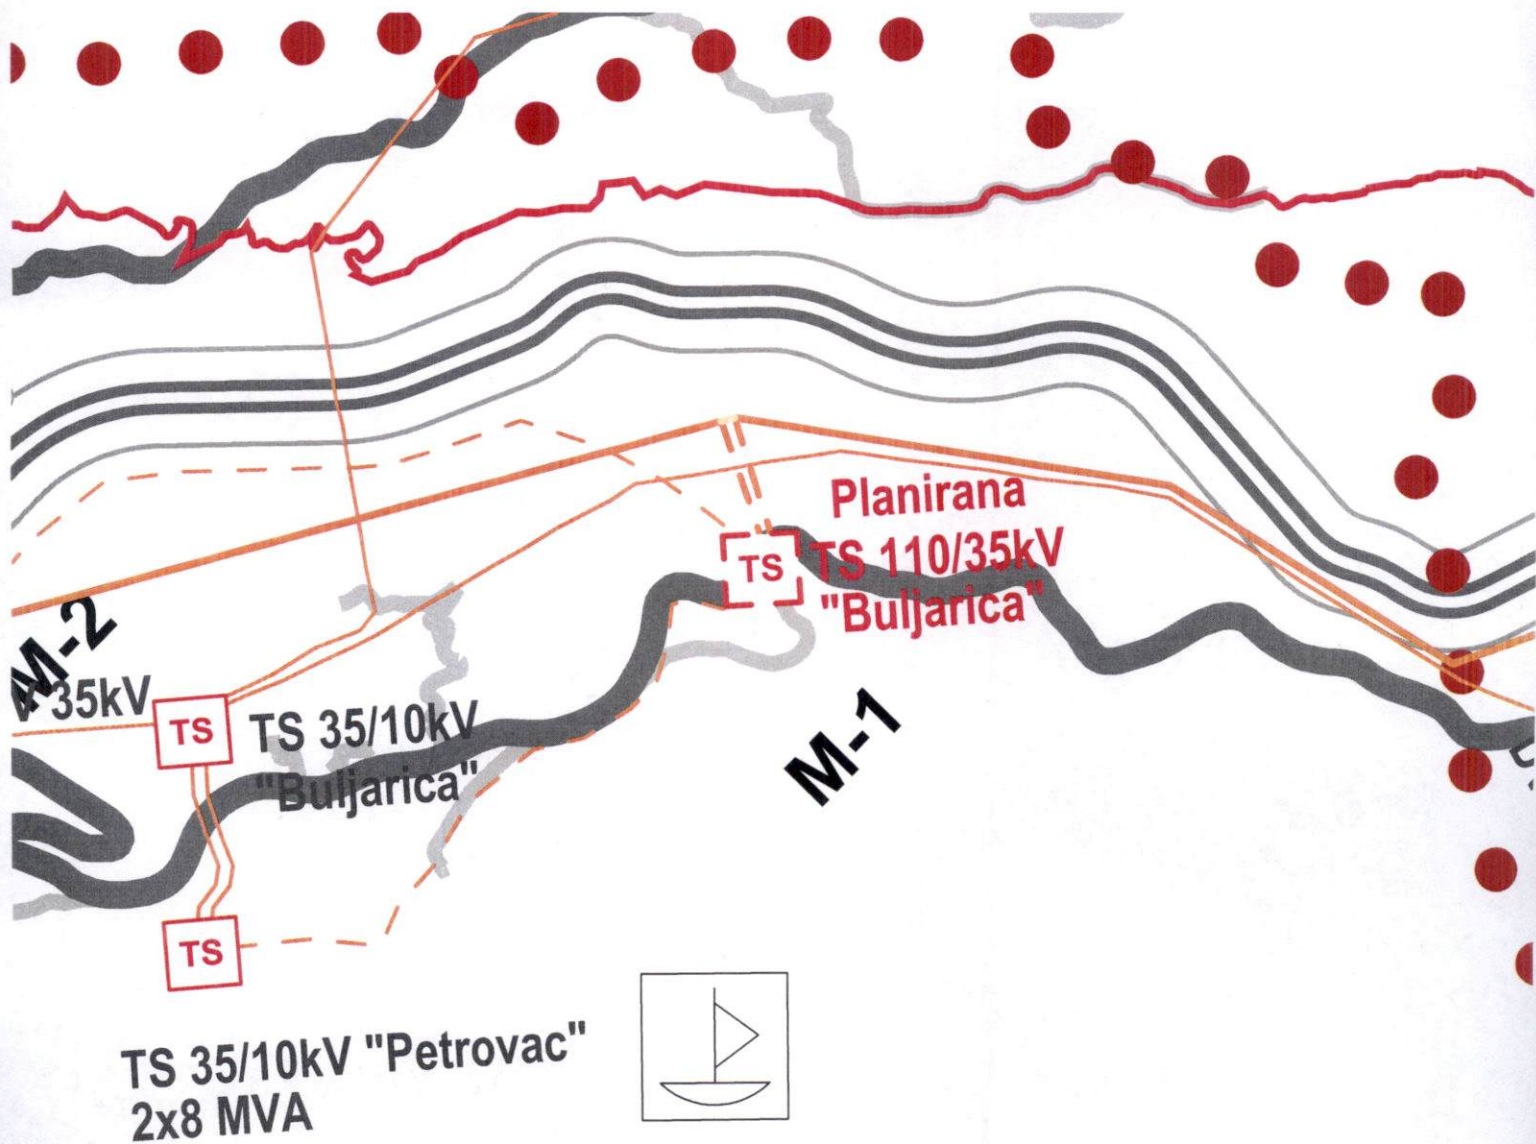 Planirana
TS 110/35kV
"Buljarica"
TS
M-2
35kV
TS
TS 35/10kV
"Buljarica"
M-1
TS
TS 35/10kV "Petrovac"
2x8 MVA